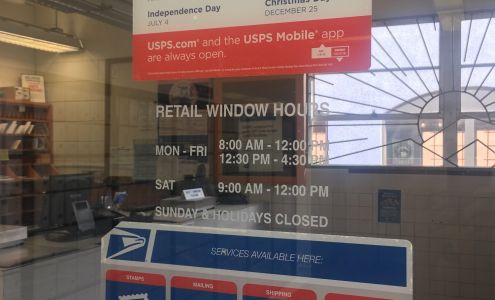 Independence Day
JULY 4
Christmas Day
DECEMBER 25
USPS.com® and the USPS Mobile® app
are always open.
RETAIL WINDOW HOURS
MON - FRI 8:00 AM - 12:00 PM
12:30 PM - 4:30 PM
SAT 9:00 AM - 12:00 PM
SUNDAY & HOLIDAYS CLOSED
SERVICES AVAILABLE HERE:
STAMPS MAILING SHIPPING